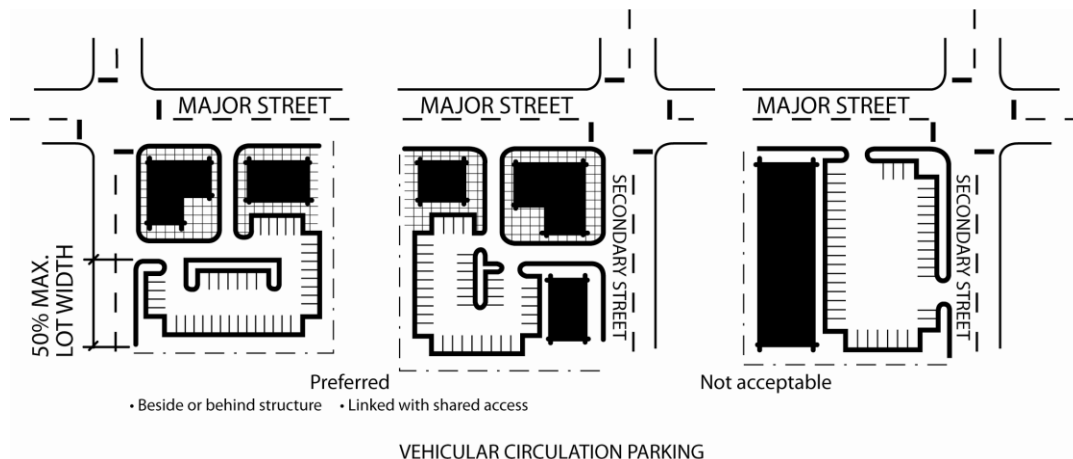 MAJOR STREET
MAJOR STREET
MAJOR STREET
50% MAX.
LOT WIDTH
SECONDARY STREET
SECONDARY STREET
Preferred
• Beside or behind structure • Linked with shared access
Not acceptable
VEHICULAR CIRCULATION PARKING